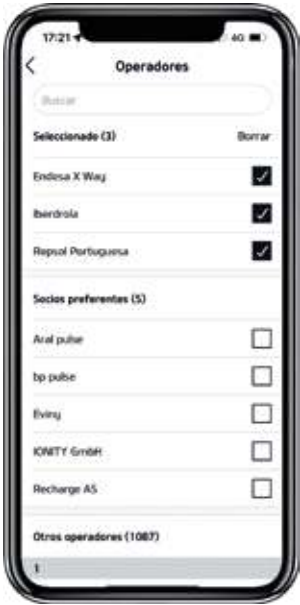 17:21
4G
Operadores
Buscar
Seleccionado (3) Borrar
Endesa X Way
Iberdrola
Repsol Portuguesa
Socios preferentes (5)
Aral pulse
bp pulse
Eviny
IONITY GmbH
Recharge AS
Otros operadores (1087)
1